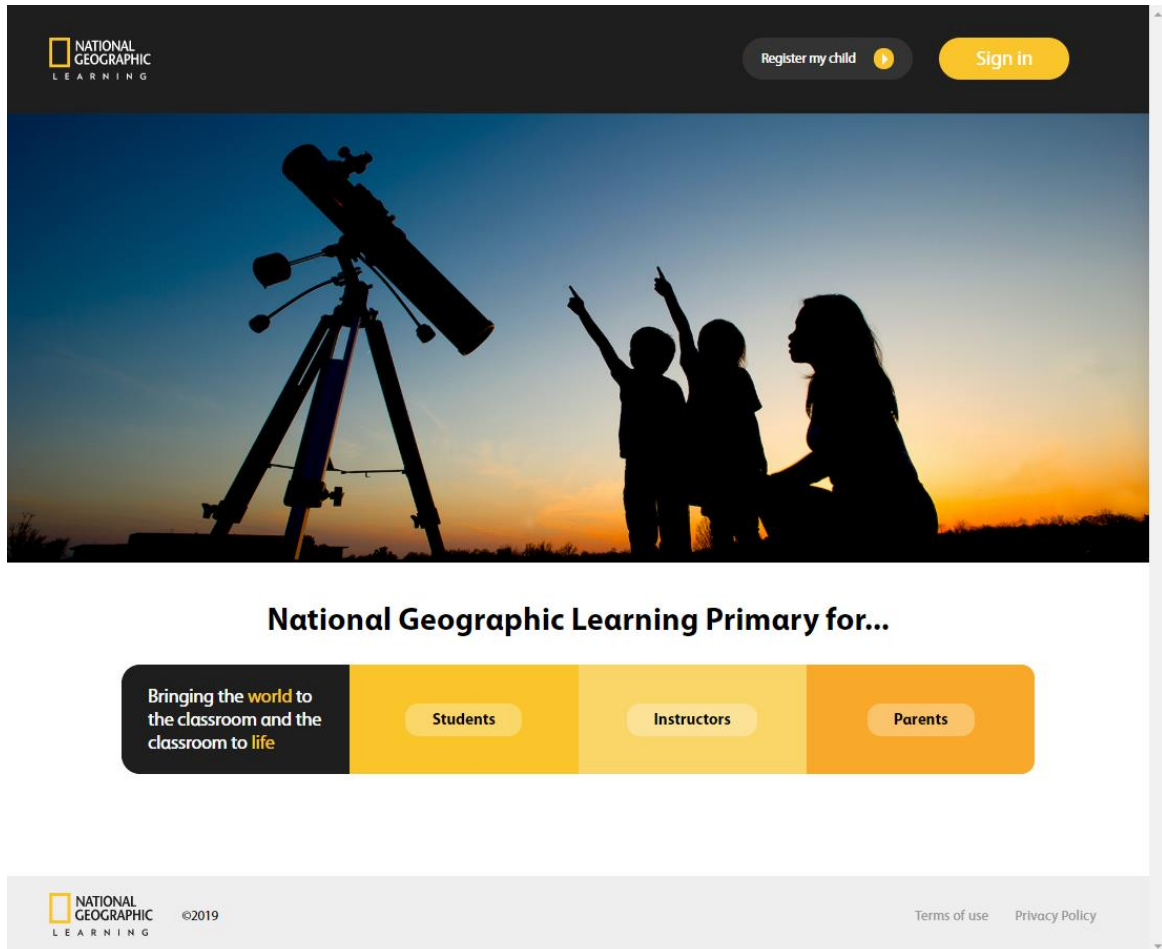 NATIONAL
GEOGRAPHIC
LEARNING
Register my child
Sign in
National Geographic Learning Primary for...
Bringing the world to
the classroom and the
classroom to life
Students
Instructors
Parents
NATIONAL
GEOGRAPHIC
LEARNING
©2019
Terms of use
Privacy Policy